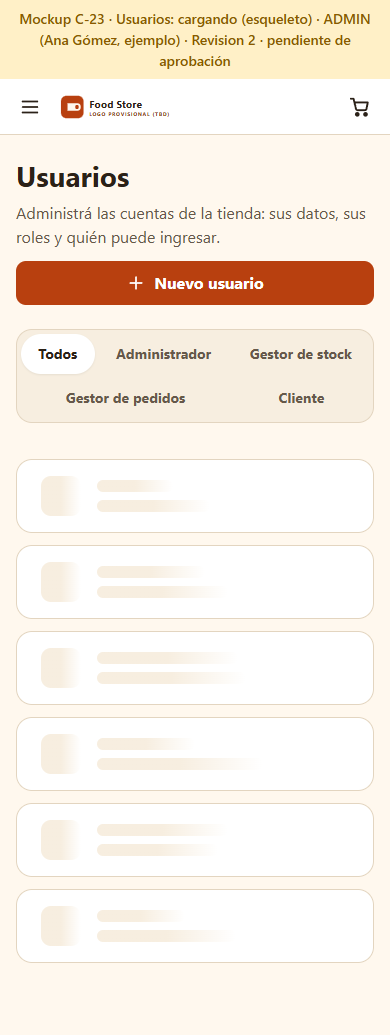 Mockup C-23 · Usuarios: cargando (esqueleto) · ADMIN
(Ana Gómez, ejemplo) · Revision 2 · pendiente de
aprobación
Food Store
LOGO PROVISIONAL (TBD)
Usuarios
Administrá las cuentas de la tienda: sus datos, sus
roles y quién puede ingresar.
Nuevo usuario
Todos
Administrador
Gestor de stock
Gestor de pedidos
Cliente